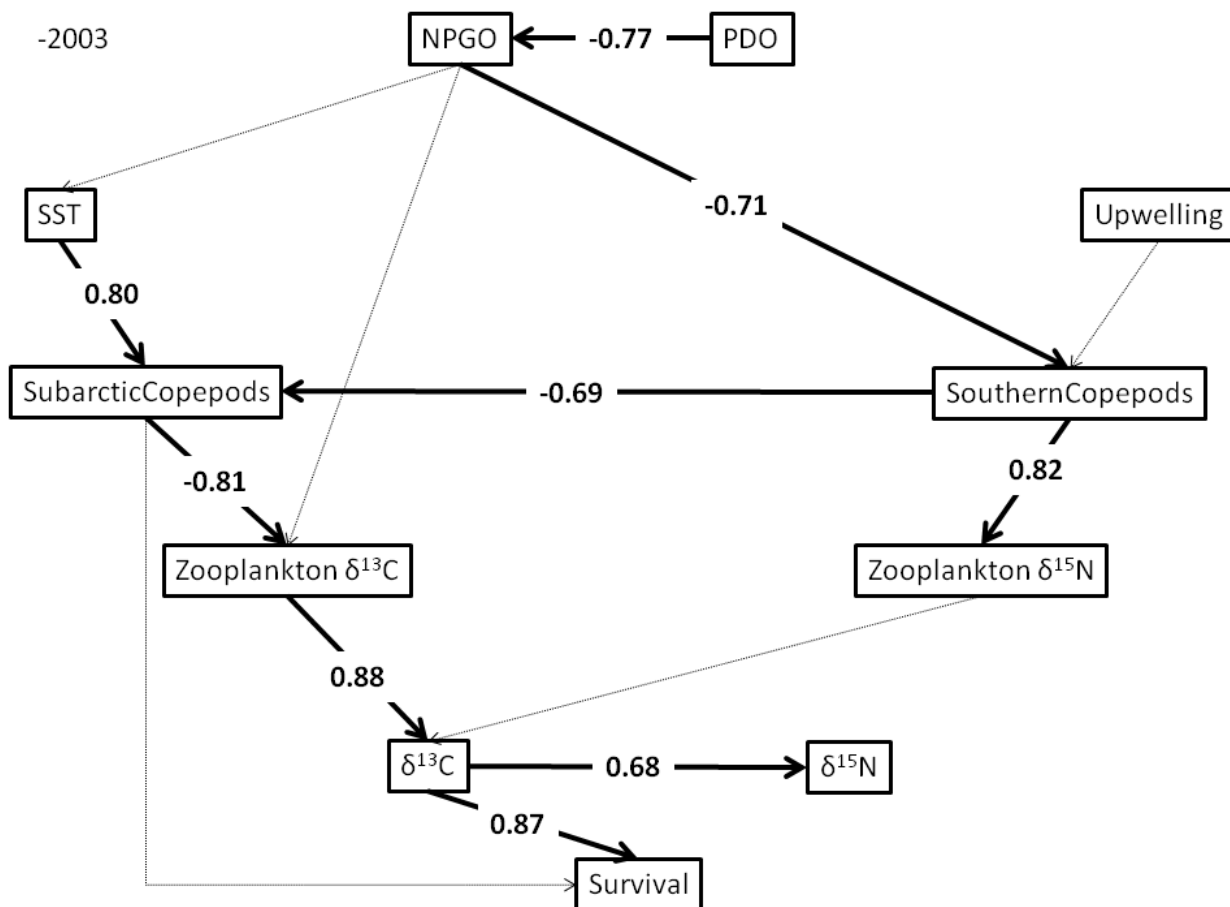 -2003
NPGO
-0.77
PDO
-0.71
SST
Upwelling
0.80
SubarcticCopepods
-0.69
SouthernCopepods
-0.81
0.82
Zooplankton δ¹³C
Zooplankton δ¹⁵N
0.88
δ¹³C
0.68
δ¹⁵N
0.87
Survival